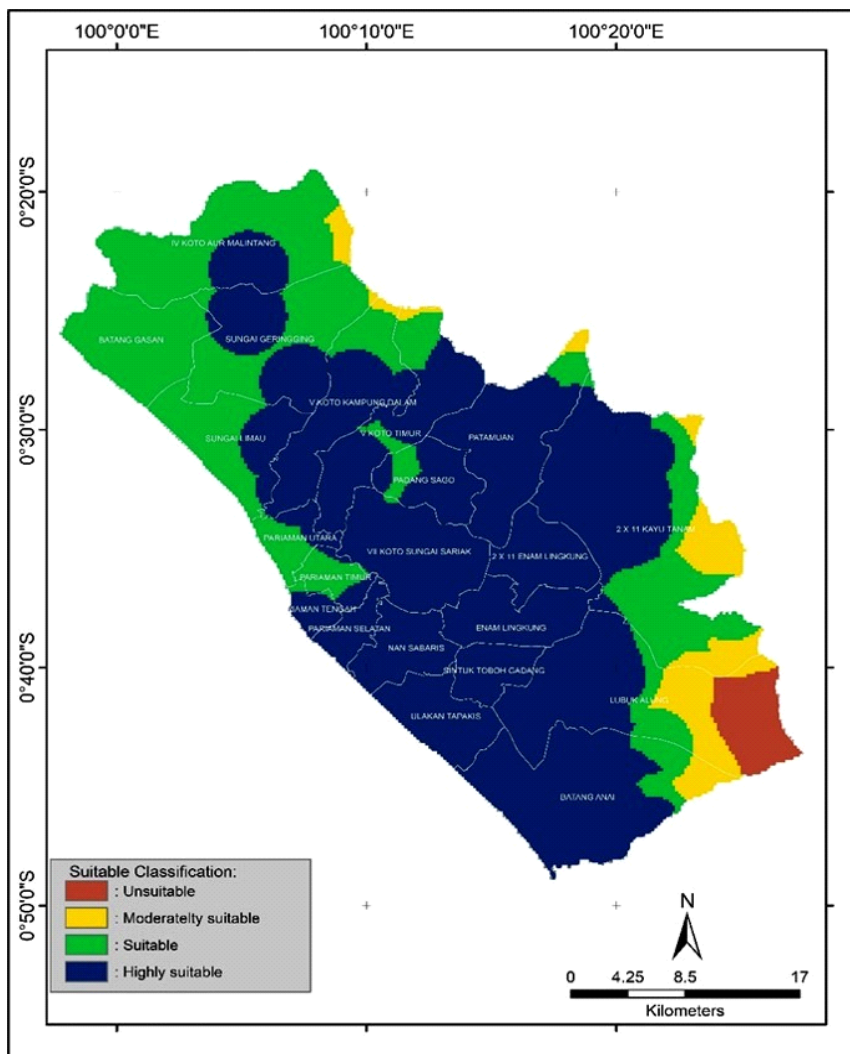 100°0'0"E 100°10'0"E 100°20'0"E
0°20'0"S
0°30'0"S
0°40'0"S
0°50'0"S
IV KOTO AUR MALINTANG
BATANG GASAN
SUNGAI GERINGGING
V KOTO KAMPUNG DALAM
V KOTO TIMUR
SUNGAI LIMAU
PATAMUAN
PADANG SAGO
2 X 11 KAYU TANAM
PARIAMAN UTARA
VII KOTO SUNGAI SARIAK
2 X 11 ENAM LINGKUNG
PARIAMAN TIMUR
IAMAN TENGAH
PARIAMAN SELATAN
ENAM LINGKUNG
NAN SABARIS
SINTUK TOBOH GADANG
LUBUK ALUNG
ULAKAN TAPAKIS
BATANG ANAI
Suitable Classification:
: Unsuitable
: Moderatelty suitable
: Suitable
: Highly suitable
N
0 4.25 8.5 17
Kilometers